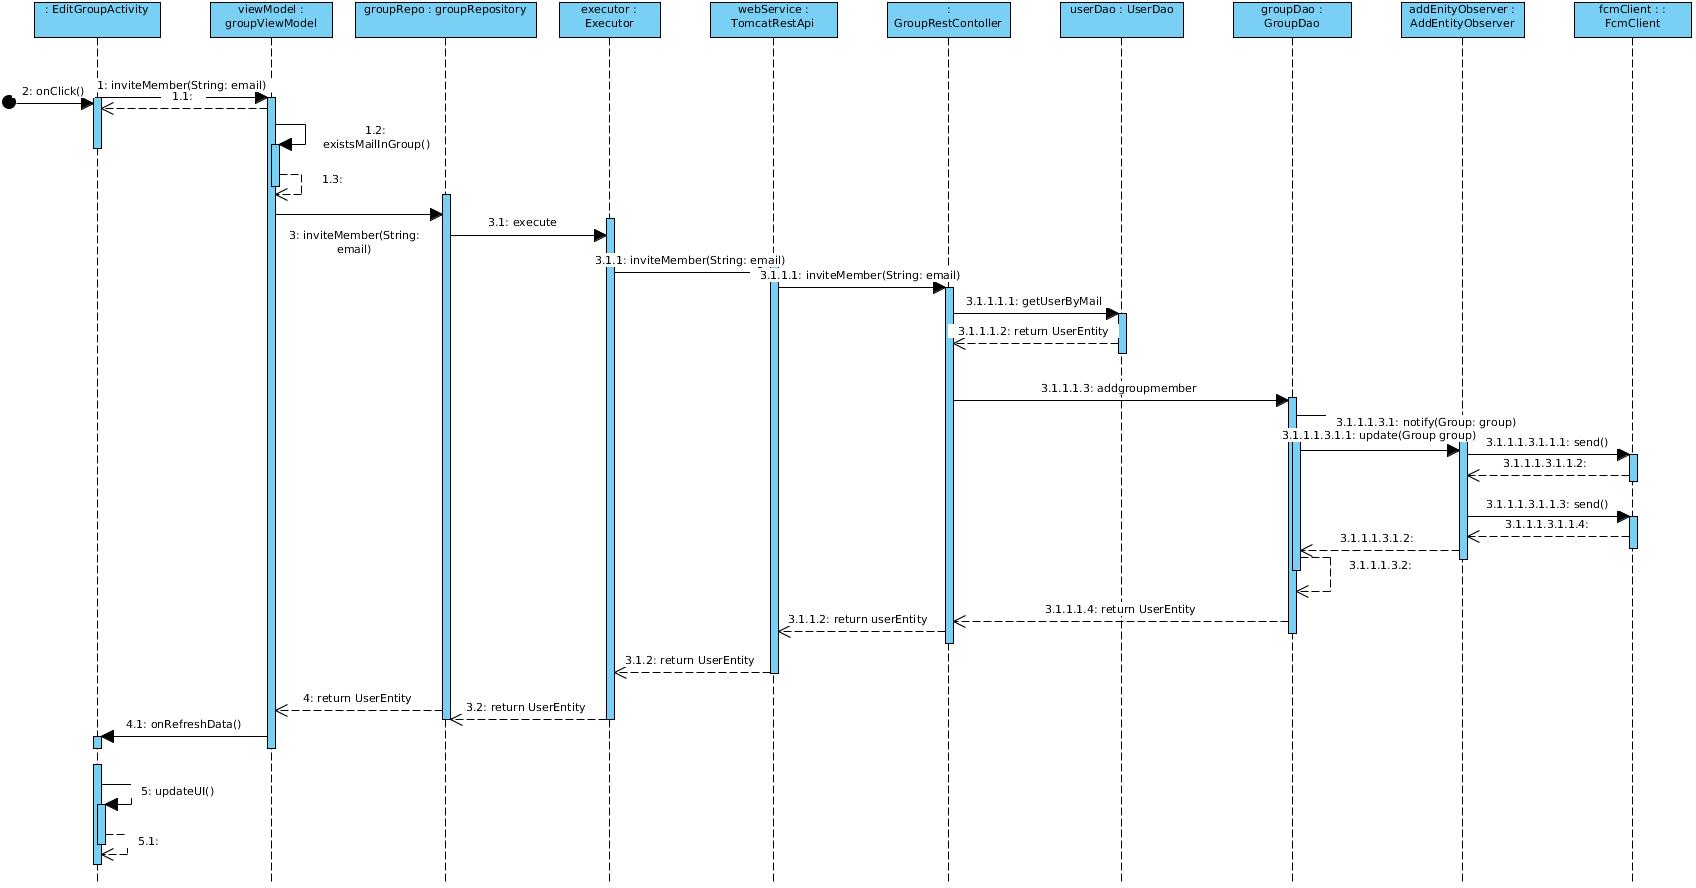 : EditGroupActivity
viewModel :
groupViewModel
groupRepo : groupRepository
executor :
Executor
webService :
TomcatRestApi
:
GroupRestContoller
userDao : UserDao
groupDao :
GroupDao
addEnityObserver :
AddEntityObserver
fcmClient : :
FcmClient
2: onClick()
1: inviteMember(String: email)
1.1:
1.2:
existsMailInGroup()
1.3:
3: inviteMember(String:
email)
3.1: execute
3.1.1: inviteMember(String: email)
3.1.1.1: inviteMember(String: email)
3.1.1.1.1: getUserByMail
3.1.1.1.2: return UserEntity
3.1.1.1.3: addgroupmember
3.1.1.1.3.1: notify(Group: group)
3.1.1.1.3.1.1: update(Group group)
3.1.1.1.3.1.1.1: send()
3.1.1.1.3.1.1.2:
3.1.1.1.3.1.1.3: send()
3.1.1.1.3.1.1.4:
3.1.1.1.3.1.2:
3.1.1.1.3.2:
3.1.1.1.4: return UserEntity
3.1.1.2: return userEntity
3.1.2: return UserEntity
4: return UserEntity
3.2: return UserEntity
4.1: onRefreshData()
5: updateUI()
5.1: